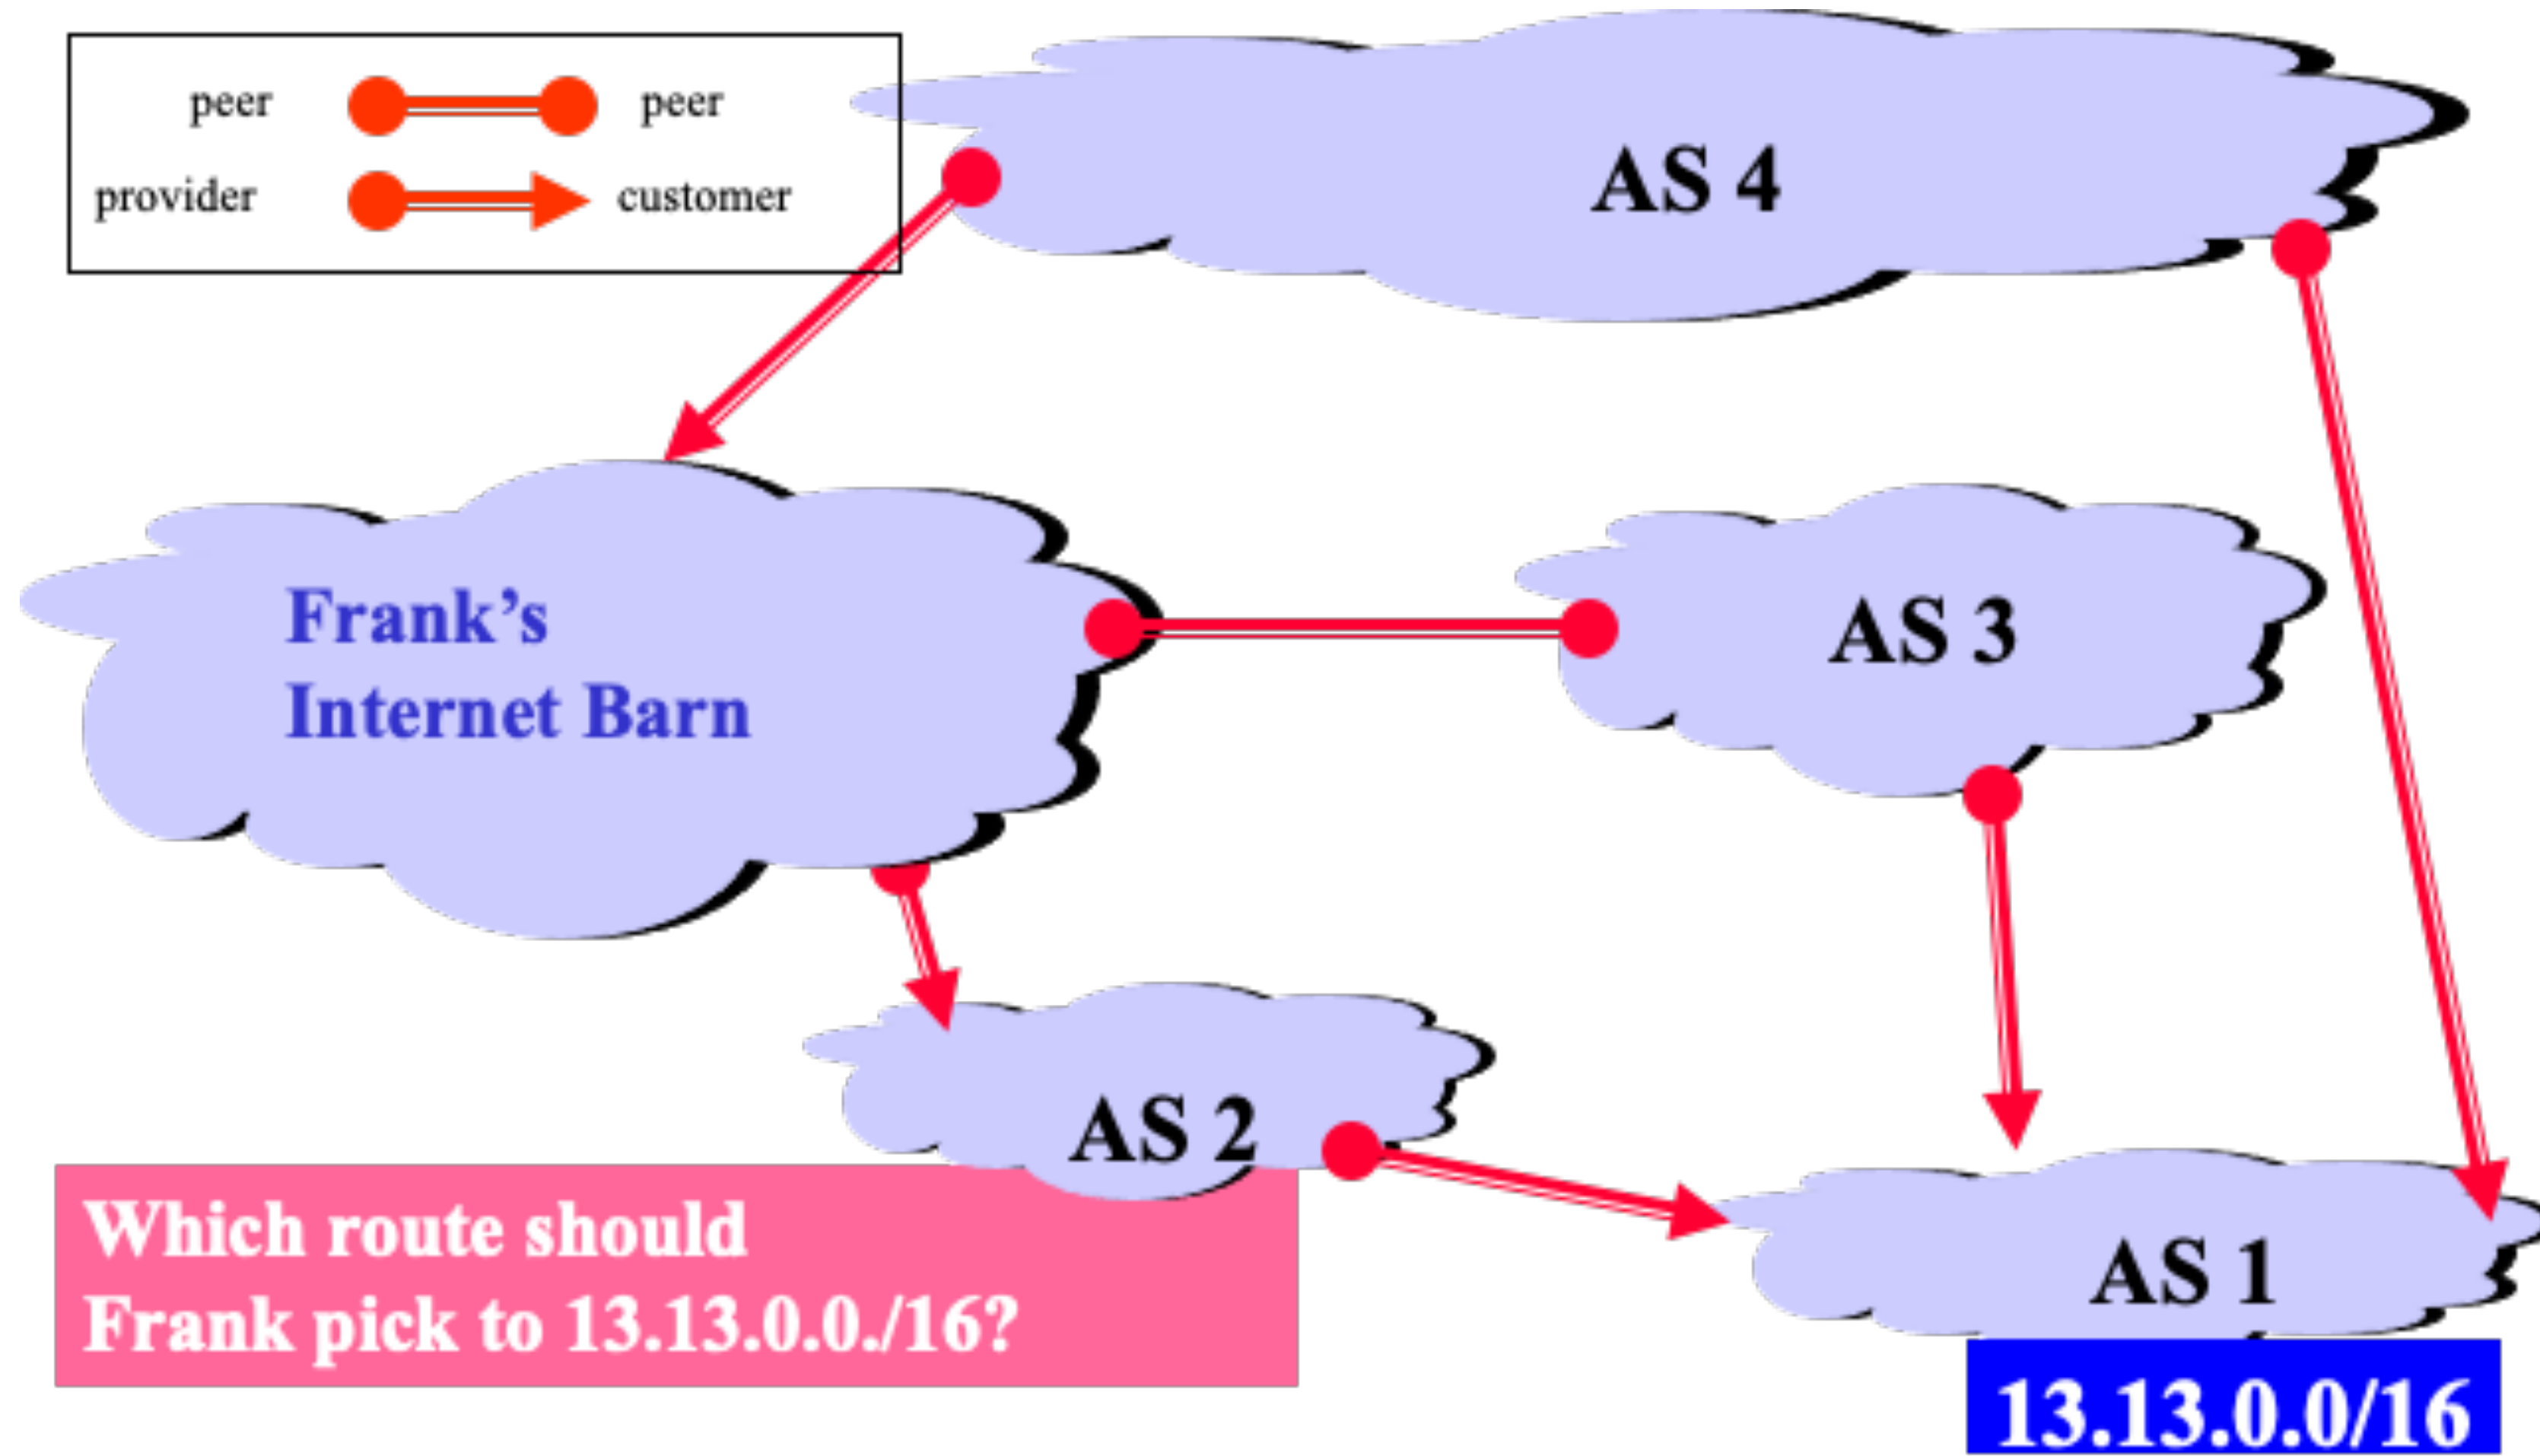 peer peer
provider customer
AS 4
Frank’s
Internet Barn
AS 3
AS 2
Which route should
Frank pick to 13.13.0.0./16?
AS 1
13.13.0.0/16